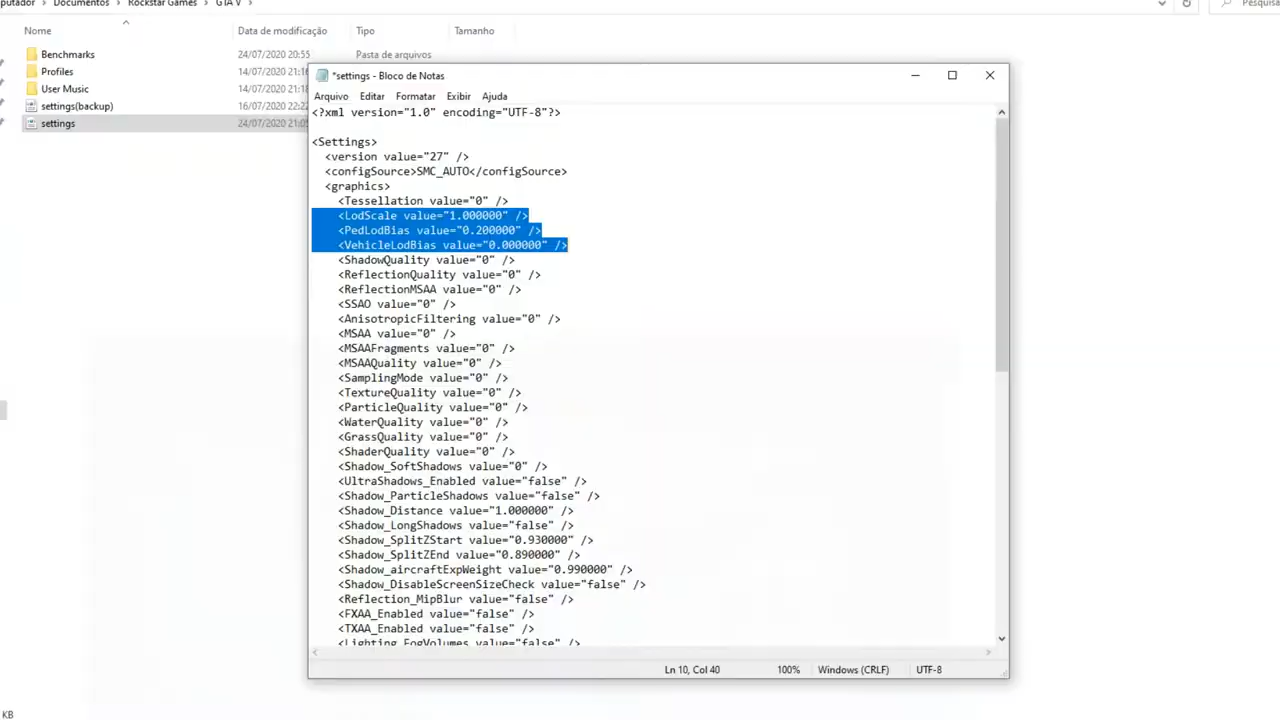 putador > Documentos > Rockstar Games > GTA V >
Pesquisa
Nome Data de modificação Tipo Tamanho
Benchmarks 24/07/2020 20:55 Pasta de arquivos
Profiles 14/07/2020 21:16
User Music 14/07/2020 21:18
settings(backup) 16/07/2020 22:22
settings 24/07/2020 21:05
*settings - Bloco de Notas
Arquivo Editar Formatar Exibir Ajuda
<?xml version="1.0" encoding="UTF-8"?>
<Settings>
<version value="27" />
<configSource>SMC_AUTO</configSource>
<graphics>
<Tessellation value="0" />
<LodScale value="1.000000" />
<PedLodBias value="0.200000" />
<VehicleLodBias value="0.000000" />
<ShadowQuality value="0" />
<ReflectionQuality value="0" />
<ReflectionMSAA value="0" />
<SSAO value="0" />
<AnisotropicFiltering value="0" />
<MSAA value="0" />
<MSAAFragments value="0" />
<MSAAQuality value="0" />
<SamplingMode value="0" />
<TextureQuality value="0" />
<ParticleQuality value="0" />
<WaterQuality value="0" />
<GrassQuality value="0" />
<ShaderQuality value="0" />
<Shadow_SoftShadows value="0" />
<UltraShadows_Enabled value="false" />
<Shadow_ParticleShadows value="false" />
<Shadow_Distance value="1.000000" />
<Shadow_LongShadows value="false" />
<Shadow_SplitZStart value="0.930000" />
<Shadow_SplitZEnd value="0.890000" />
<Shadow_aircraftExpWeight value="0.990000" />
<Shadow_DisableScreenSizeCheck value="false" />
<Reflection_MipBlur value="false" />
<FXAA_Enabled value="false" />
<TXAA_Enabled value="false" />
<Lighting_FogVolumes value="false" />
Ln 10, Col 40 100% Windows (CRLF) UTF-8
KB